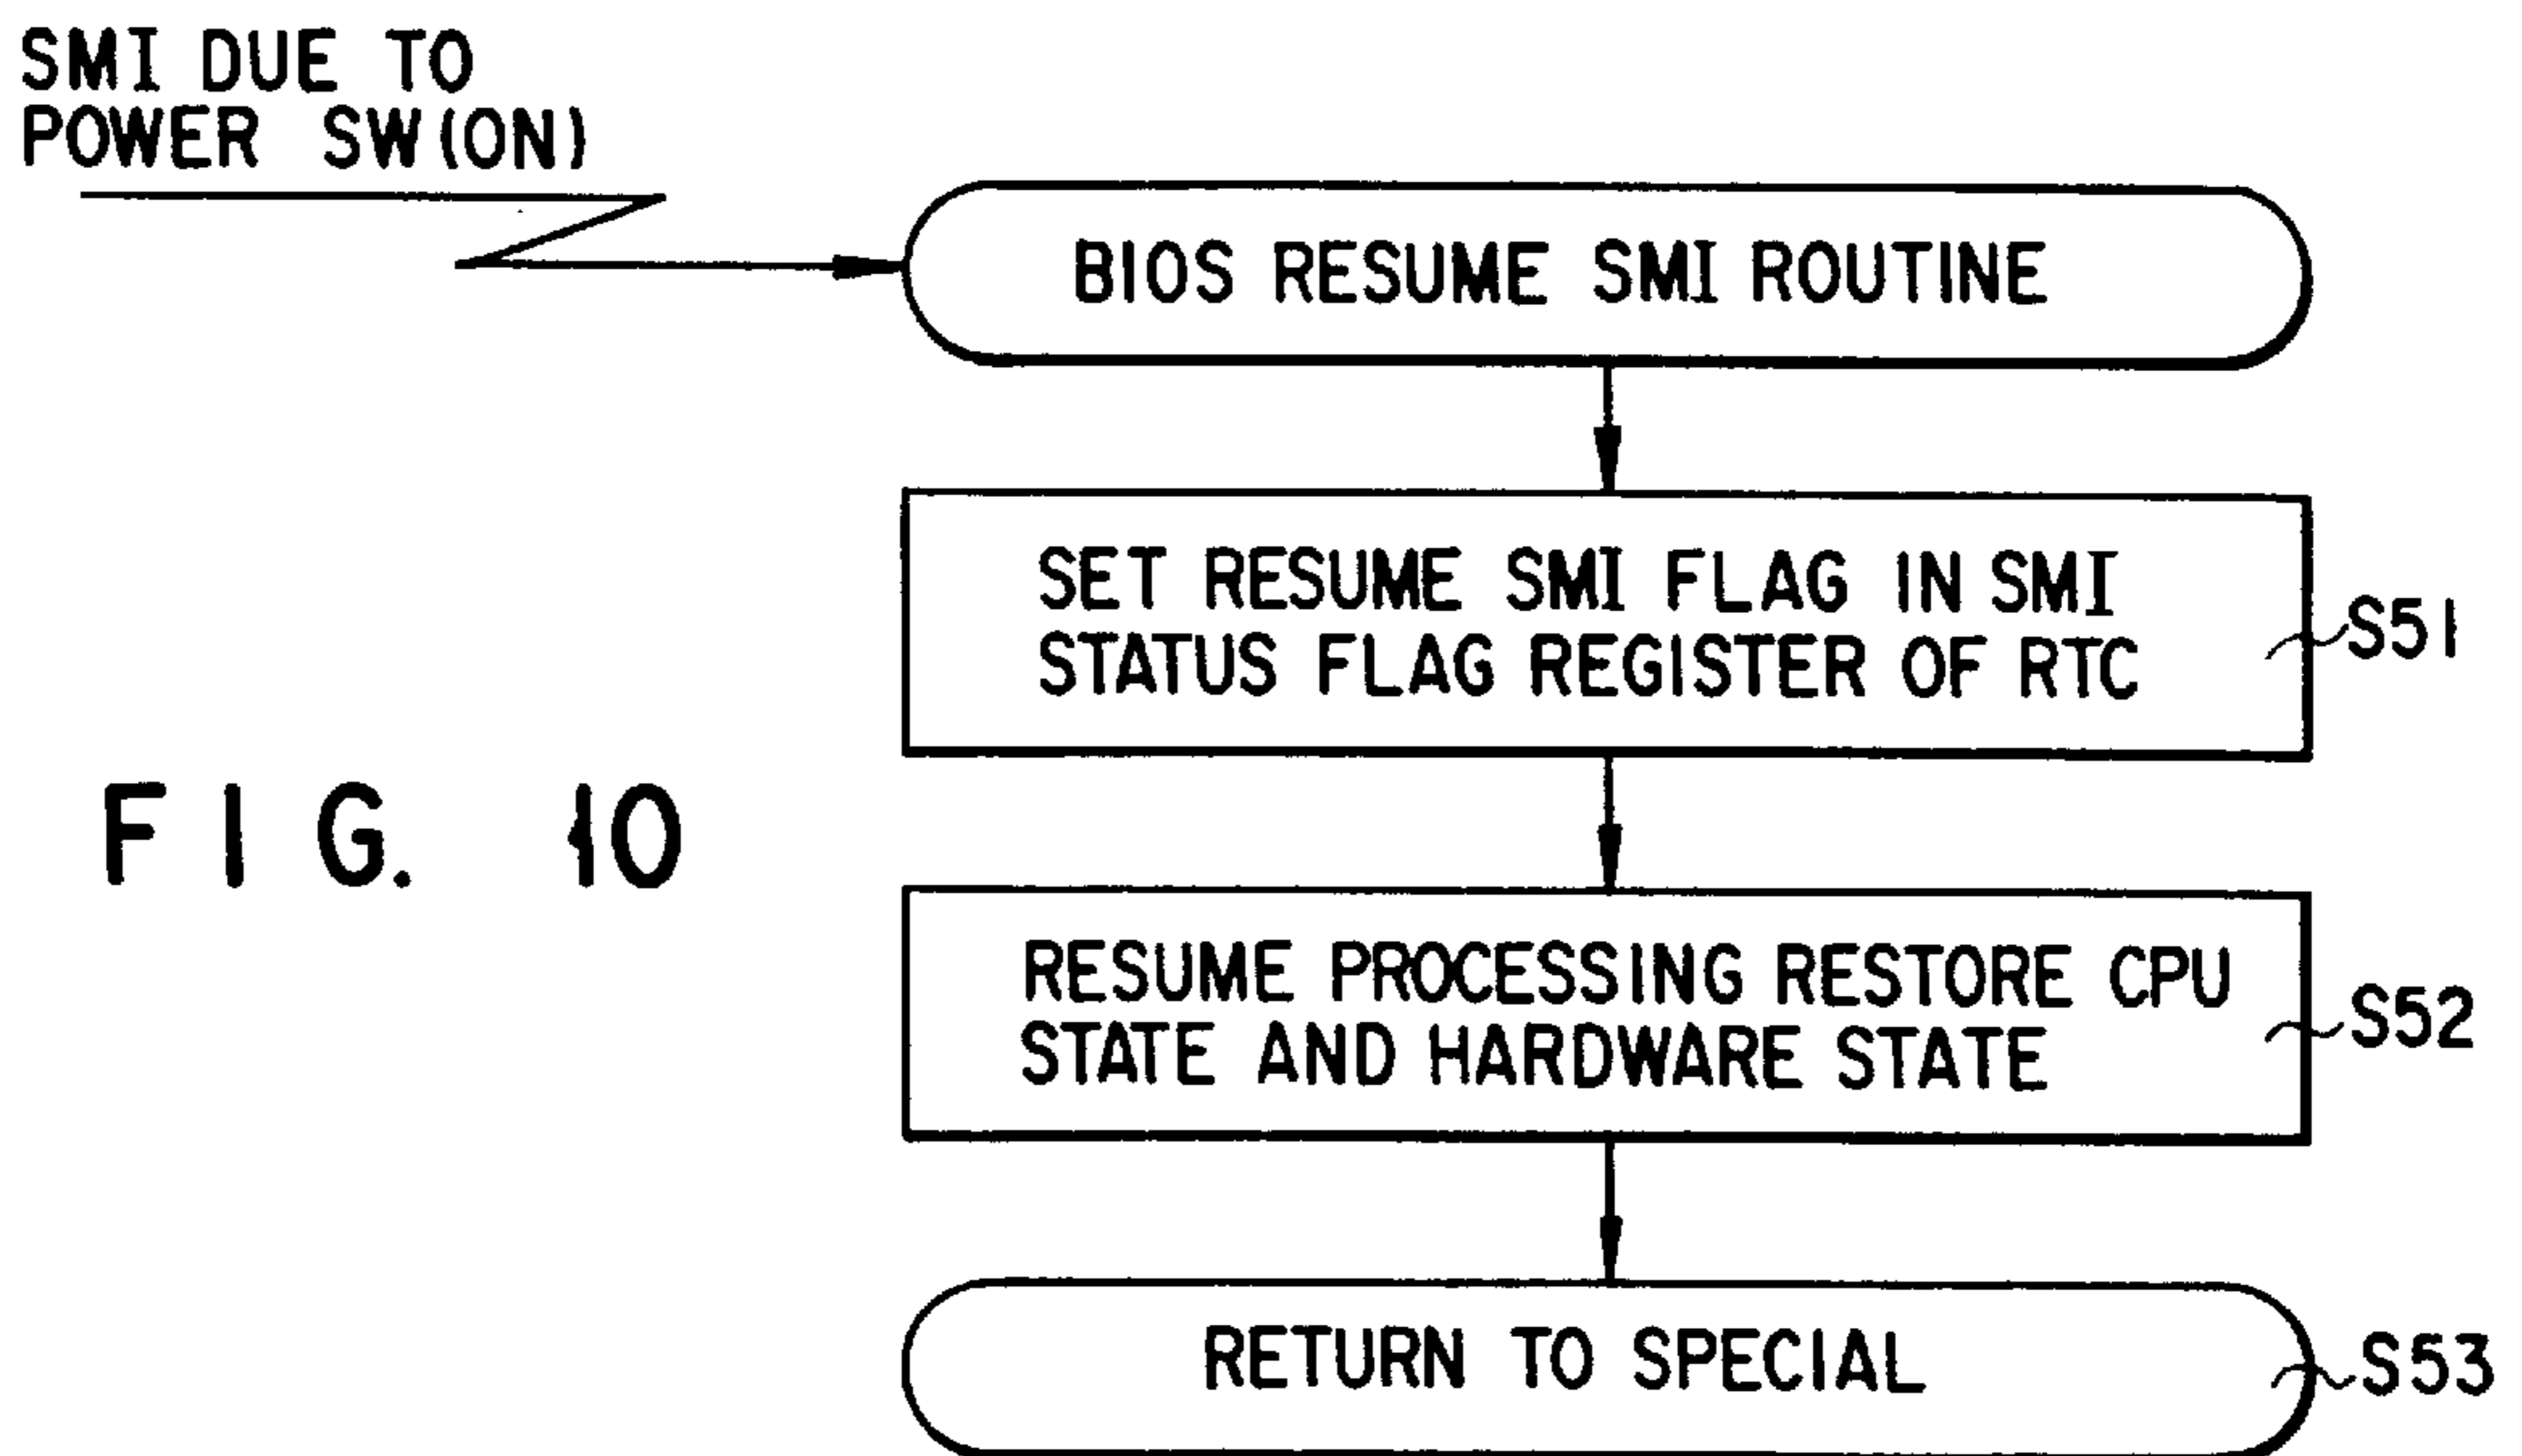 SMI DUE TO
POWER SW(ON)
BIOS RESUME SMI ROUTINE
SET RESUME SMI FLAG IN SMI
STATUS FLAG REGISTER OF RTC
S51
FIG. 10
RESUME PROCESSING RESTORE CPU
STATE AND HARDWARE STATE
S52
RETURN TO SPECIAL
S53